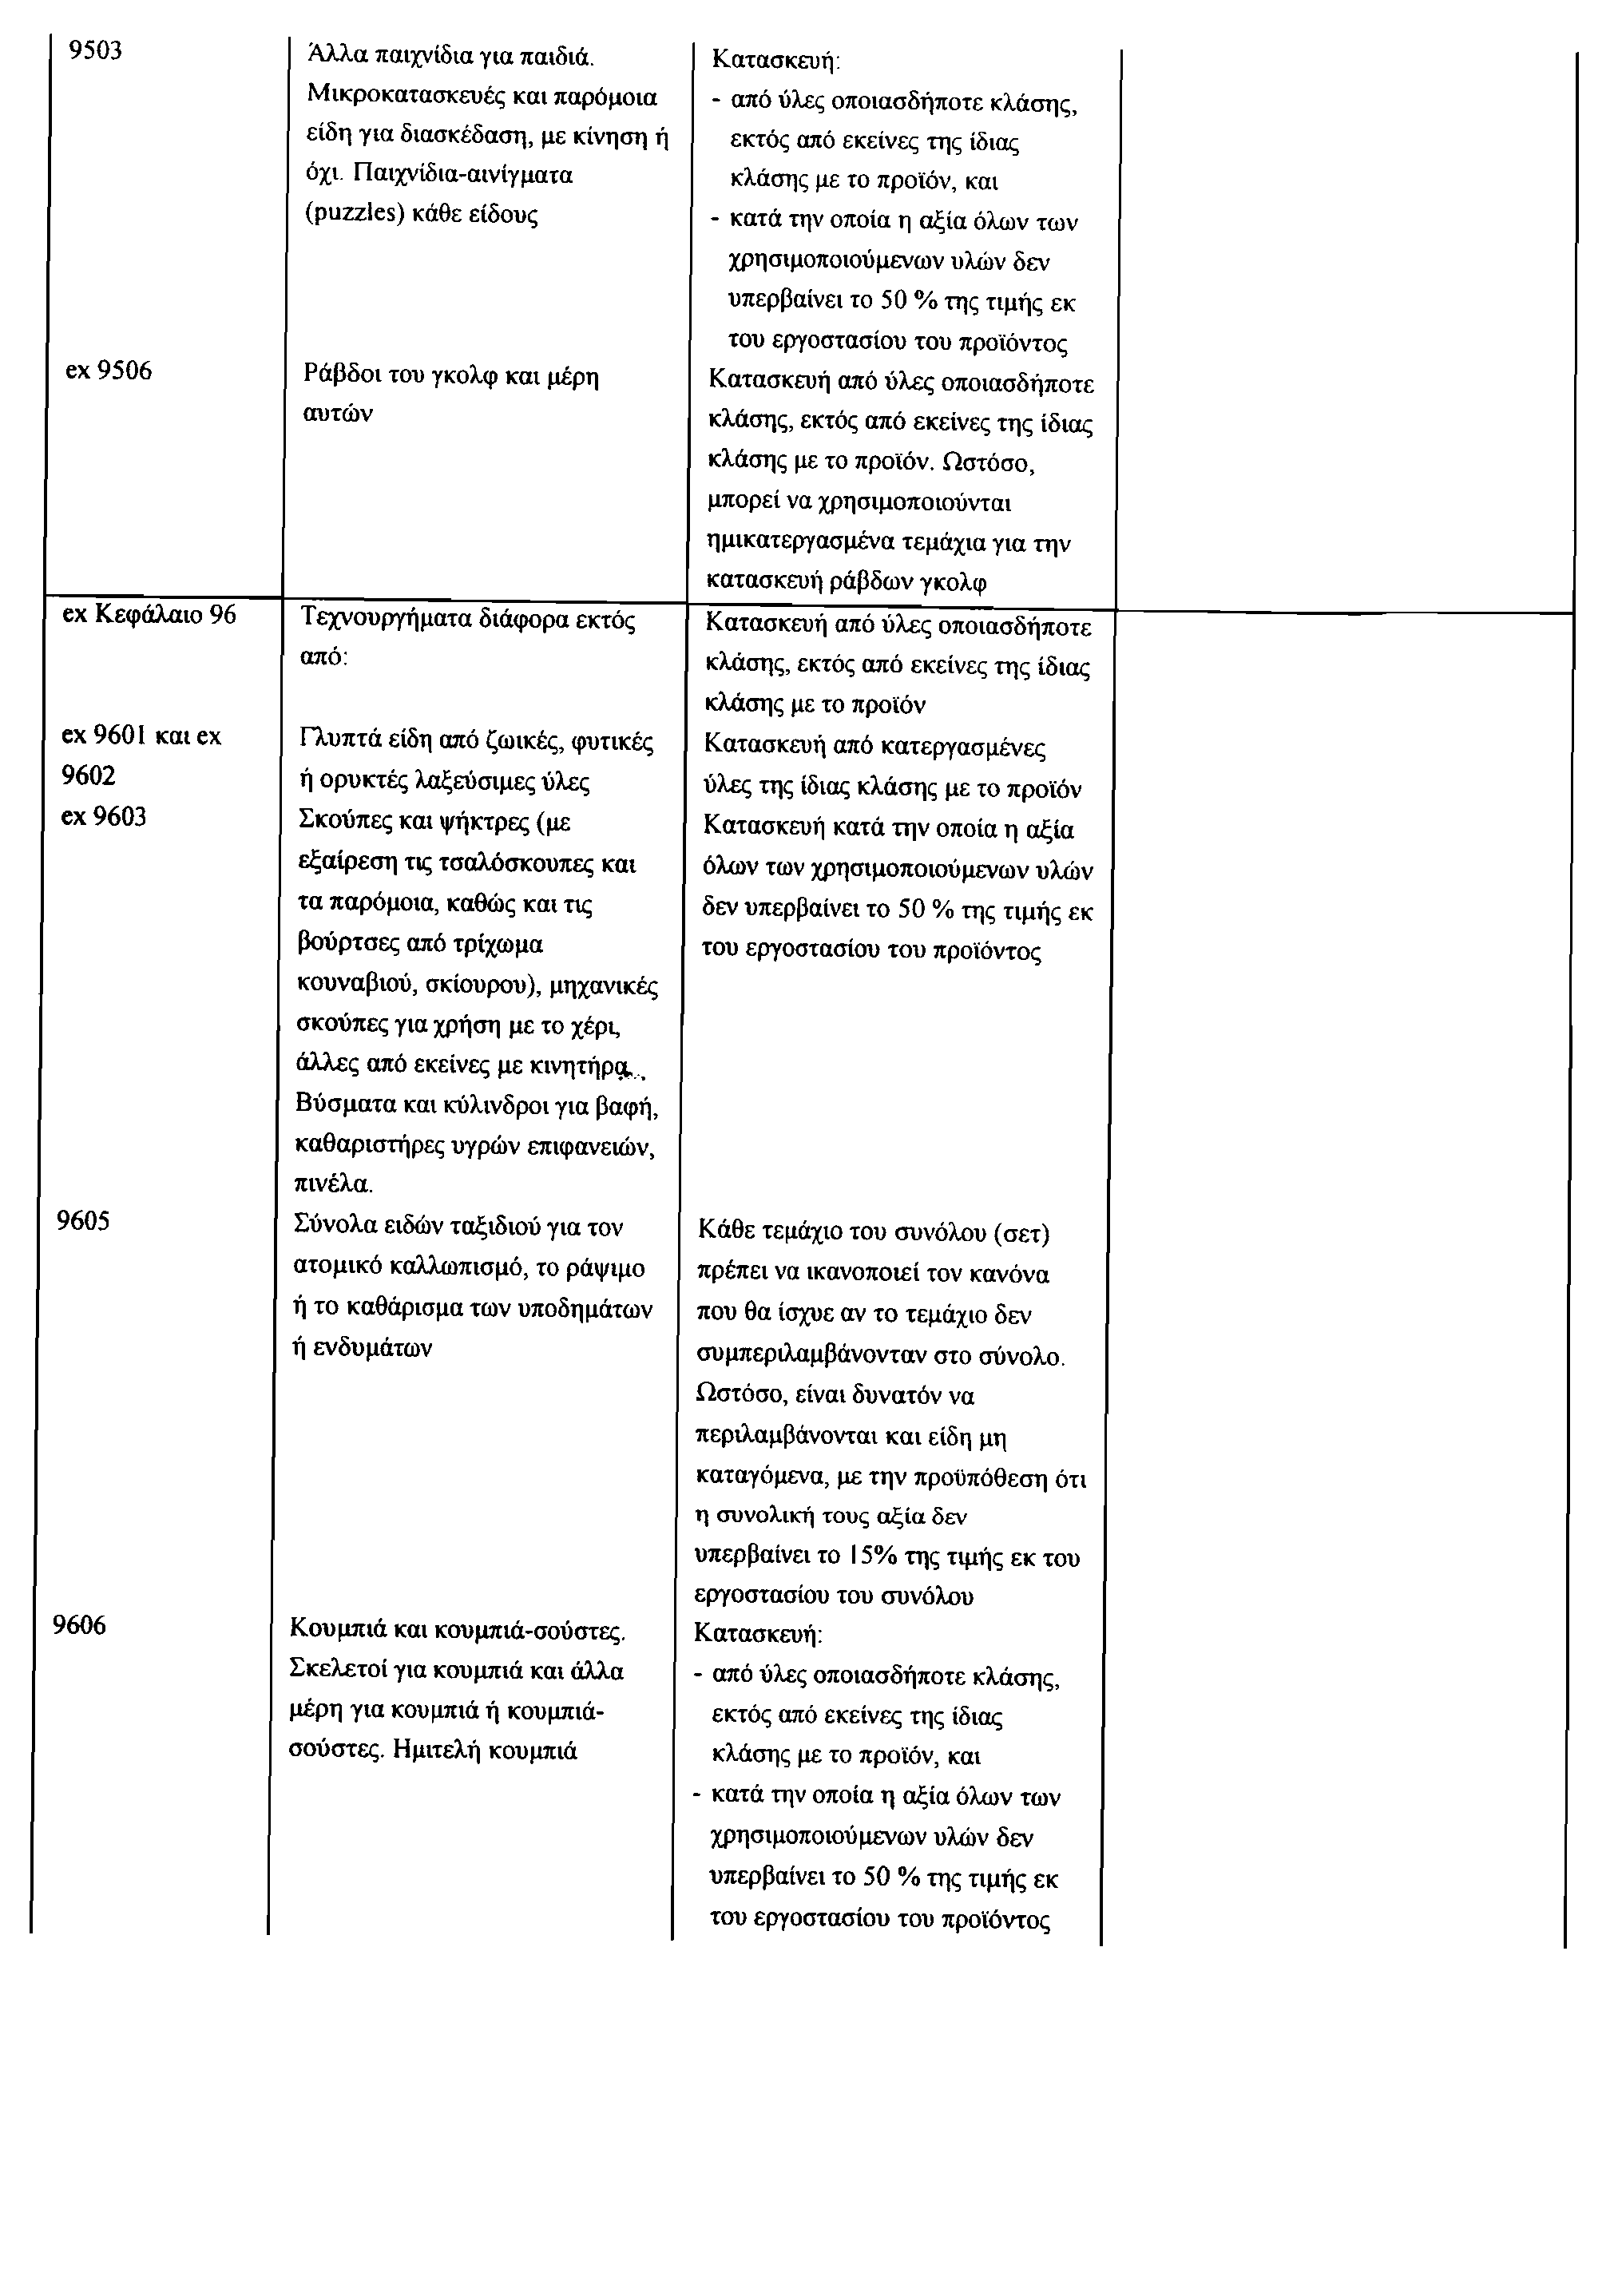 9503
Άλλα παιχνίδια για παιδιά.
Μικροκατασκευές και παρόμοια
είδη για διασκέδαση, με κίνηση ή
όχι. Παιχνίδια-αινίγματα
(puzzles) κάθε είδους
Κατασκευή:
- από ύλες οποιασδήποτε κλάσης,
εκτός από εκείνες της ίδιας
κλάσης με το προϊόν, και
- κατά την οποία η αξία όλων των
χρησιμοποιούμενων υλών δεν
υπερβαίνει το 50 % της τιμής εκ
του εργοστασίου του προϊόντος
ex 9506
Ράβδοι του γκολφ και μέρη
αυτών
Κατασκευή από ύλες οποιασδήποτε
κλάσης, εκτός από εκείνες της ίδιας
κλάσης με το προϊόν. Ωστόσο,
μπορεί να χρησιμοποιούνται
ημικατεργασμένα τεμάχια για την
κατασκευή ράβδων γκολφ
ex Κεφάλαιο 96
Τεχνουργήματα διάφορα εκτός
από:
Κατασκευή από ύλες οποιασδήποτε
κλάσης, εκτός από εκείνες της ίδιας
κλάσης με το προϊόν
ex 9601 και ex
9602
Γλυπτά είδη από ζωικές, φυτικές
ή ορυκτές λαξεύσιμες ύλες
Κατασκευή από κατεργασμένες
ύλες της ίδιας κλάσης με το προϊόν
ex 9603
Σκούπες και ψήκτρες (με
εξαίρεση τις τσαλόσκουπες και
τα παρόμοια, καθώς και τις
βούρτσες από τρίχωμα
κουναβιού, σκίουρου), μηχανικές
σκούπες για χρήση με το χέρι,
άλλες από εκείνες με κινητήρα.
Βύσματα και κύλινδροι για βαφή,
καθαριστήρες υγρών επιφανειών,
πινέλα.
Κατασκευή κατά την οποία η αξία
όλων των χρησιμοποιούμενων υλών
δεν υπερβαίνει το 50 % της τιμής εκ
του εργοστασίου του προϊόντος
9605
Σύνολα ειδών ταξιδιού για τον
ατομικό καλλωπισμό, το ράψιμο
ή το καθάρισμα των υποδημάτων
ή ενδυμάτων
Κάθε τεμάχιο του συνόλου (σετ)
πρέπει να ικανοποιεί τον κανόνα
που θα ίσχυε αν το τεμάχιο δεν
συμπεριλαμβάνονταν στο σύνολο.
Ωστόσο, είναι δυνατόν να
περιλαμβάνονται και είδη μη
καταγόμενα, με την προϋπόθεση ότι
η συνολική τους αξία δεν
υπερβαίνει το 15% της τιμής εκ του
εργοστασίου του συνόλου
9606
Κουμπιά και κουμπιά-σούστες.
Σκελετοί για κουμπιά και άλλα
μέρη για κουμπιά ή κουμπιά-
σούστες. Ημιτελή κουμπιά
Κατασκευή:
- από ύλες οποιασδήποτε κλάσης,
εκτός από εκείνες της ίδιας
κλάσης με το προϊόν, και
- κατά την οποία η αξία όλων των
χρησιμοποιούμενων υλών δεν
υπερβαίνει το 50 % της τιμής εκ
του εργοστασίου του προϊόντος